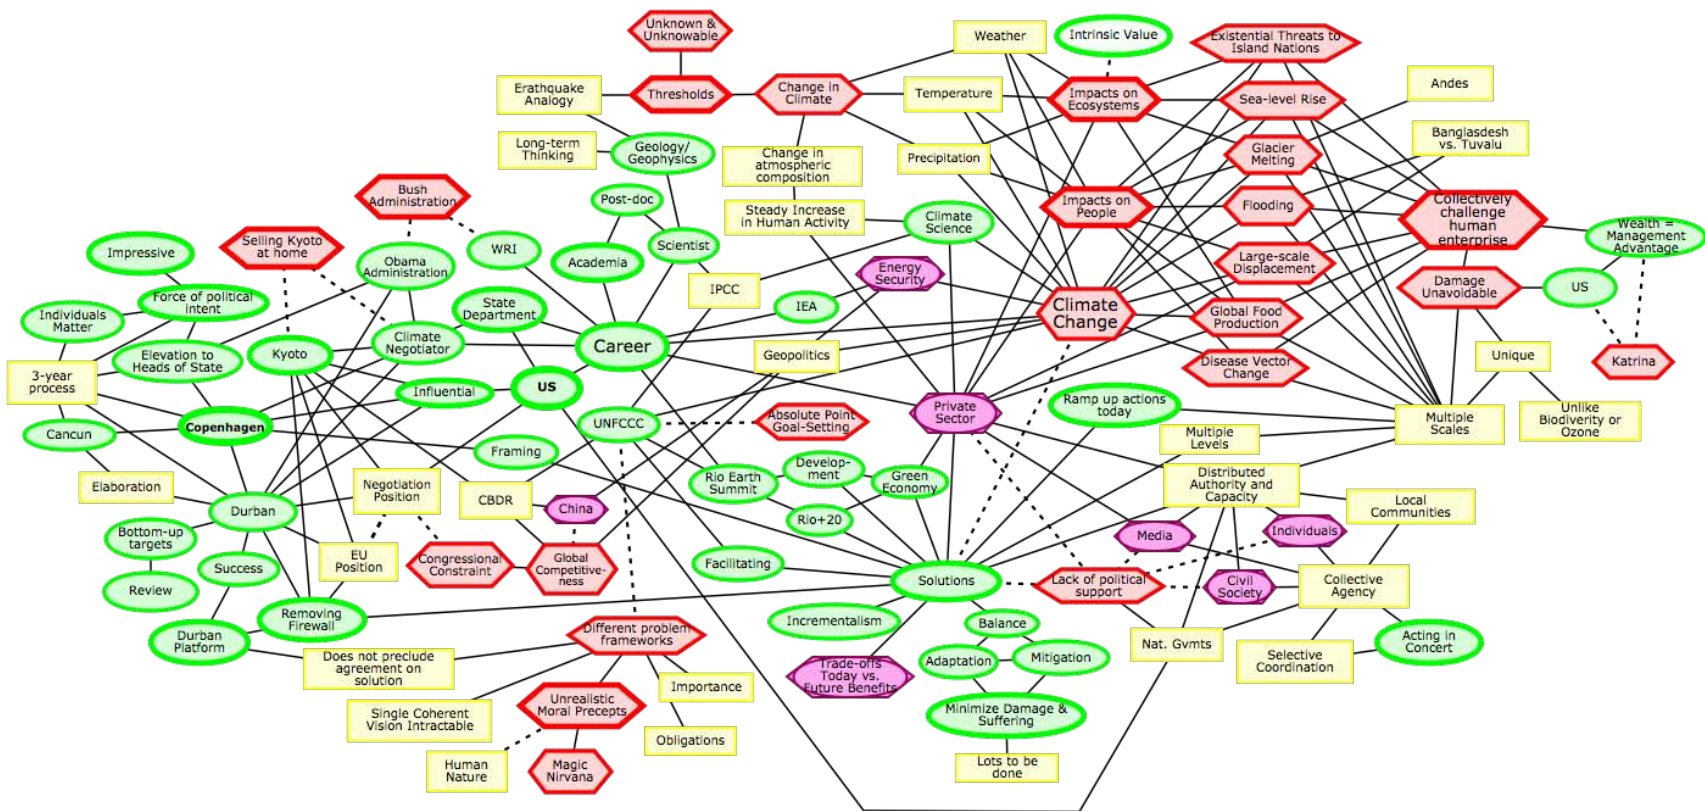 Unknown &
Unknowable
Weather
Intrinsic Value
Existential Threats to
Island Nations
Erathquake
Analogy
Thresholds
Change in
Climate
Temperature
Impacts on
Ecosystems
Sea-level Rise
Andes
Long-term
Thinking
Geology/
Geophysics
Change in
atmospheric
composition
Precipitation
Glacier
Melting
Banglasdesh
vs. Tuvalu
Bush
Administration
Post-doc
Steady Increase
in Human Activity
Climate
Science
Impacts on
People
Flooding
Collectively
challenge
human
enterprise
Wealth =
Management
Advantage
Selling Kyoto
at home
Impressive
WRI
Scientist
Academia
Obama
Administration
Energy
Security
Large-scale
Displacement
Damage
Unavoidable
US
IPCC
Individuals
Matter
Force of political
intent
State
Department
IEA
Climate
Change
Global Food
Production
Climate
Negotiator
Career
Geopolitics
Elevation to
Heads of State
Kyoto
Disease Vector
Change
Unique
Katrina
3-year
process
Influential
US
Private
Sector
Ramp up actions
today
Multiple
Scales
Unlike
Biodiverity or
Ozone
Cancun
Copenhagen
UNFCCC
Absolute Point
Goal-Setting
Multiple
Levels
Framing
Elaboration
Negotiation
Position
CBDR
Rio Earth
Summit
Develop-
ment
Green
Economy
Distributed
Authority and
Capacity
Local
Communities
Durban
China
Rio+20
Bottom-up
targets
Media
Individuals
EU
Position
Congressional
Constraint
Global
Competitive-
ness
Facilitating
Success
Review
Solutions
Lack of political
support
Civil
Society
Collective
Agency
Removing
Firewall
Incrementalism
Balance
Durban
Platform
Different problem
frameworks
Nat. Gvmts
Acting in
Concert
Does not preclude
agreement on
solution
Adaptation
Mitigation
Selective
Coordination
Trade-offs
Today vs.
Future Benefits
Importance
Unrealistic
Moral Precepts
Single Coherent
Vision Intractable
Minimize Damage &
Suffering
Obligations
Human
Nature
Magic
Nirvana
Lots to be
done